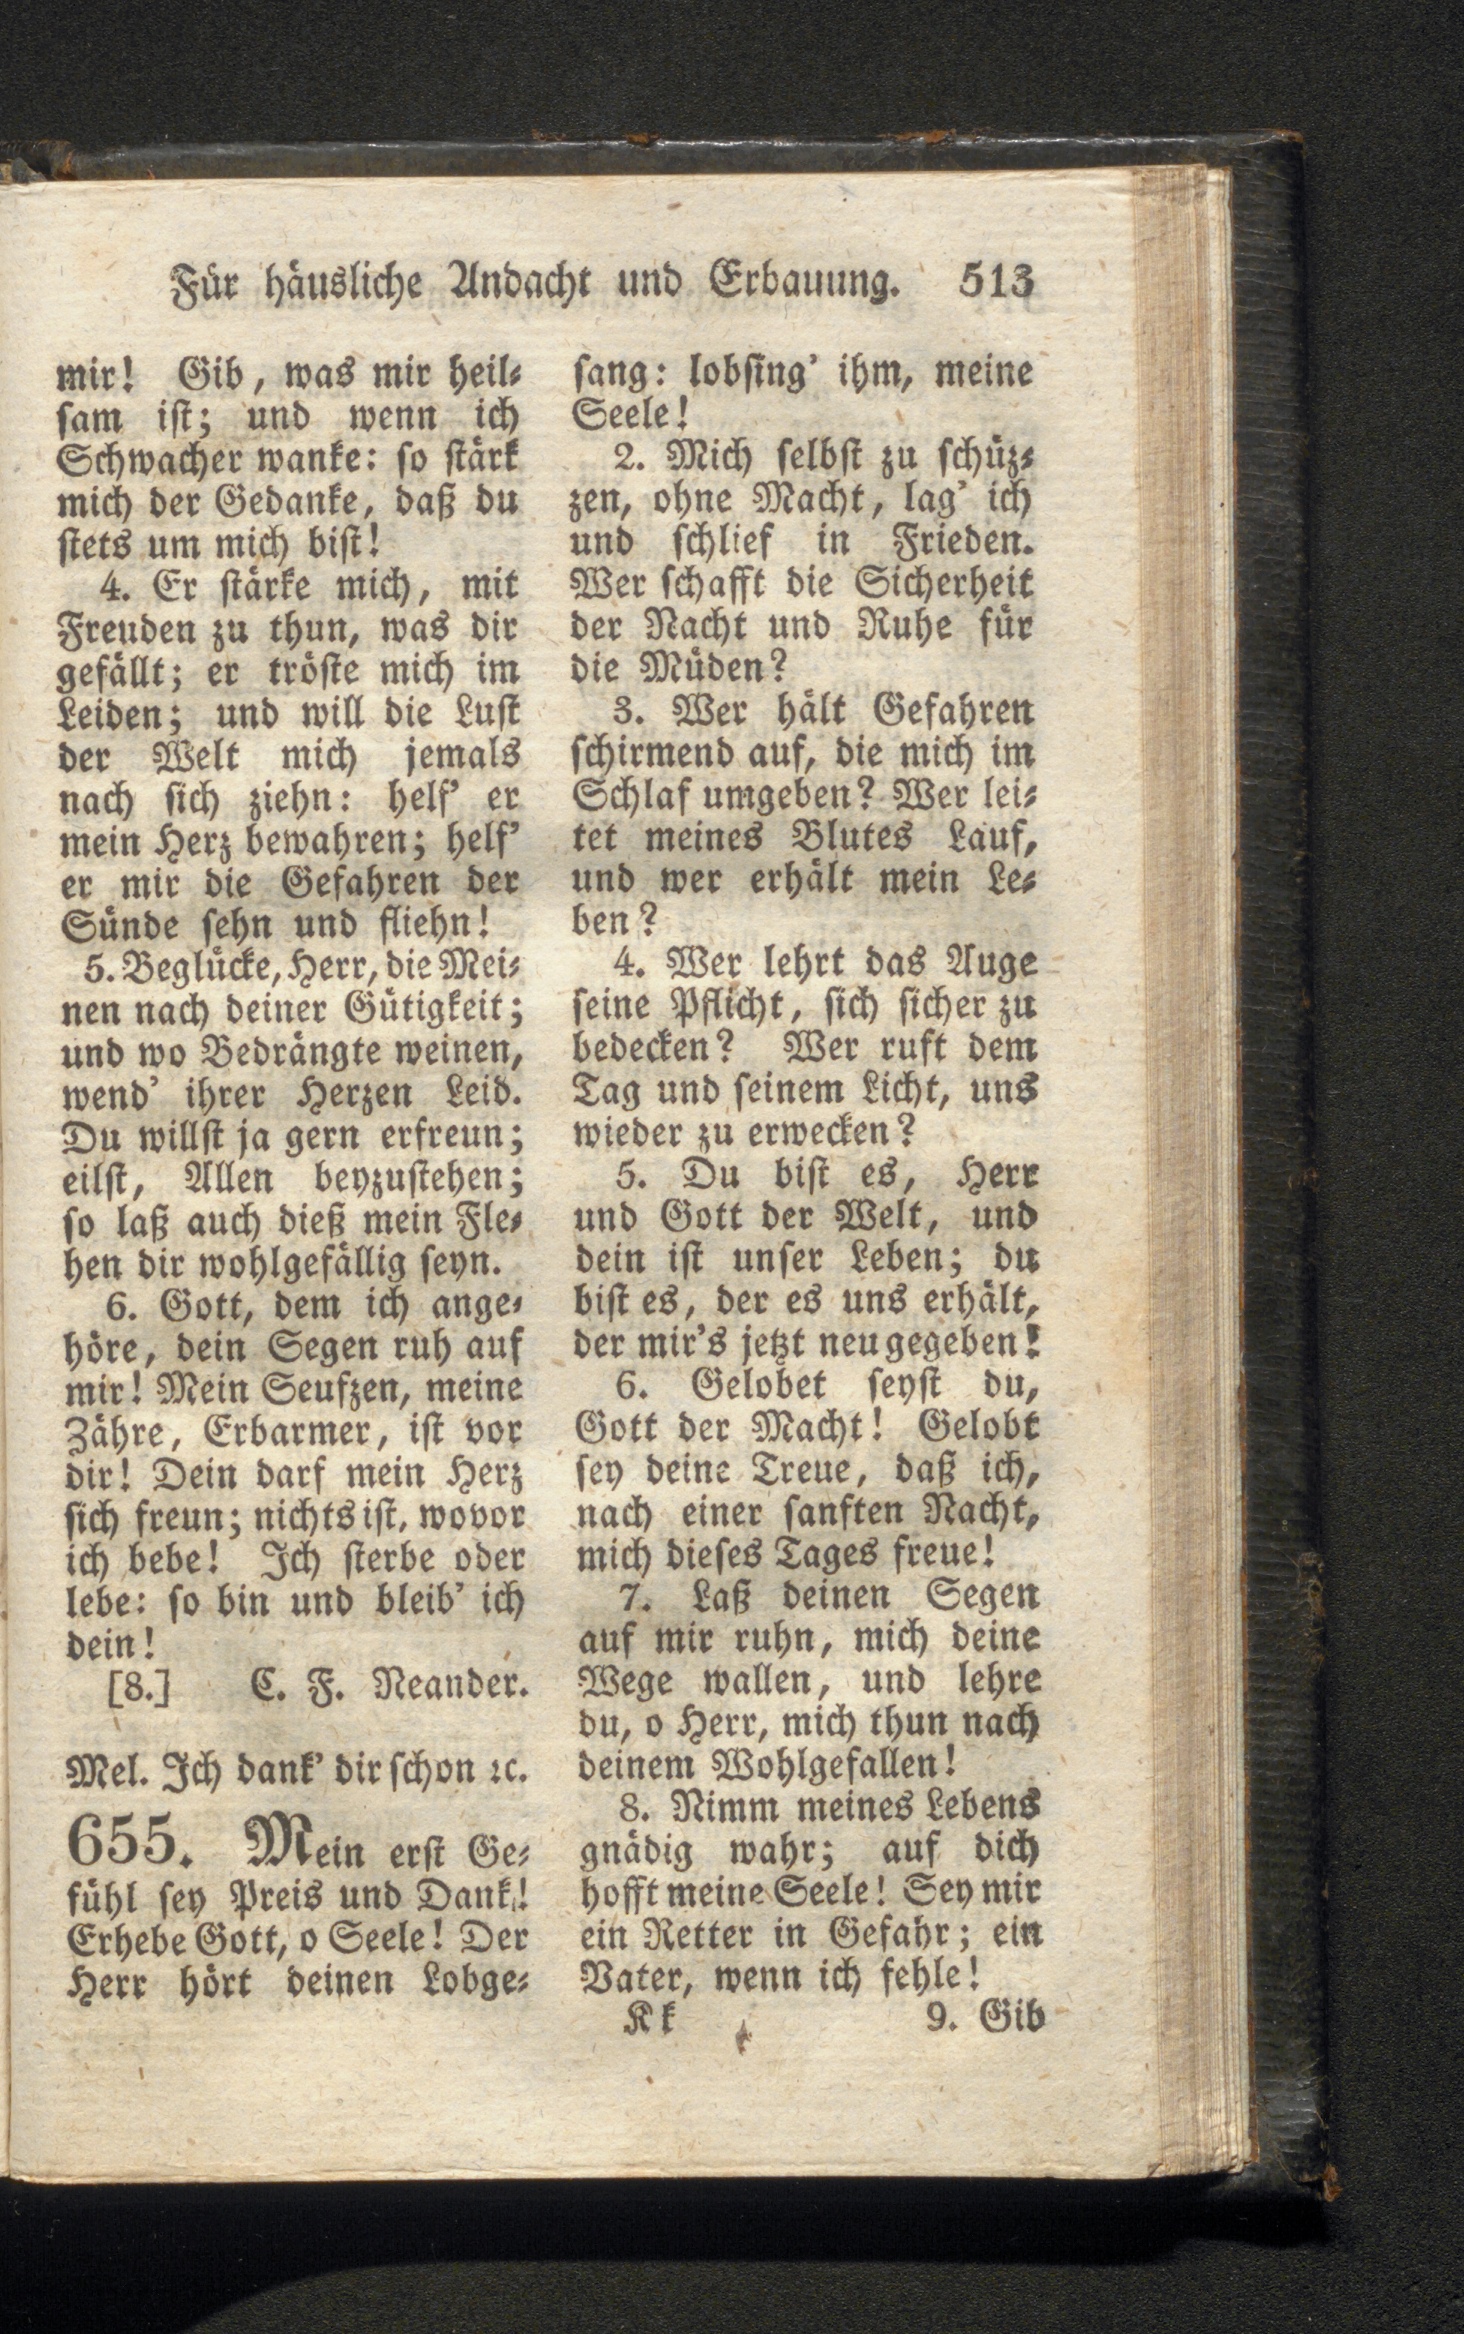 Für häusliche Andacht und Erbauung. 513
mir! Gib, was mir heil-
sam ist; und wenn ich
Schwacher wanke: so stärk
mich der Gedanke, daß du
stets um mich bist!
4. Er stärke mich, mit
Freuden zu thun, was dir
gefällt; er tröste mich im
Leiden; und will die Lust
der Welt mich jemals
nach sich ziehn: helf' er
mein Herz bewahren; helf'
er mir die Gefahren der
Sünde sehn und fliehn!
5. Beglücke, Herr, die Mei-
nen nach deiner Gütigkeit;
und wo Bedrängte weinen,
wend' ihrer Herzen Leid.
Du willst ja gern erfreun;
eilst, Allen beyzustehen;
so laß auch dieß mein Fle-
hen dir wohlgefällig seyn.
6. Gott, dem ich ange-
höre, dein Segen ruh auf
mir! Mein Seufzen, meine
Zähre, Erbarmer, ist vor
dir! Dein darf mein Herz
sich freun; nichts ist, wovor
ich bebe! Ich sterbe oder
lebe: so bin und bleib' ich
dein!
[8.] C. F. Neander.
Mel. Ich dank' dir schon ꝛc.
655. Mein erst Ge-
fühl sey Preis und Dank!
Erhebe Gott, o Seele! Der
Herr hört deinen Lobge-
sang: lobsing' ihm, meine
Seele!
2. Mich selbst zu schüz-
zen, ohne Macht, lag' ich
und schlief in Frieden.
Wer schafft die Sicherheit
der Nacht und Ruhe für
die Müden?
3. Wer hält Gefahren
schirmend auf, die mich im
Schlaf umgeben? Wer lei-
tet meines Blutes Lauf,
und wer erhält mein Le-
ben?
4. Wer lehrt das Auge
seine Pflicht, sich sicher zu
bedecken? Wer ruft dem
Tag und seinem Licht, uns
wieder zu erwecken?
5. Du bist es, Herr
und Gott der Welt, und
dein ist unser Leben; du
bist es, der es uns erhält,
der mir's jetzt neu gegeben!
6. Gelobet seyst du,
Gott der Macht! Gelobt
sey deine Treue, daß ich,
nach einer sanften Nacht,
mich dieses Tages freue!
7. Laß deinen Segen
auf mir ruhn, mich deine
Wege wallen, und lehre
du, o Herr, mich thun nach
deinem Wohlgefallen!
8. Nimm meines Lebens
gnädig wahr; auf dich
hofft meine Seele! Sey mir
ein Retter in Gefahr; ein
Vater, wenn ich fehle!
Kk 9. Gib